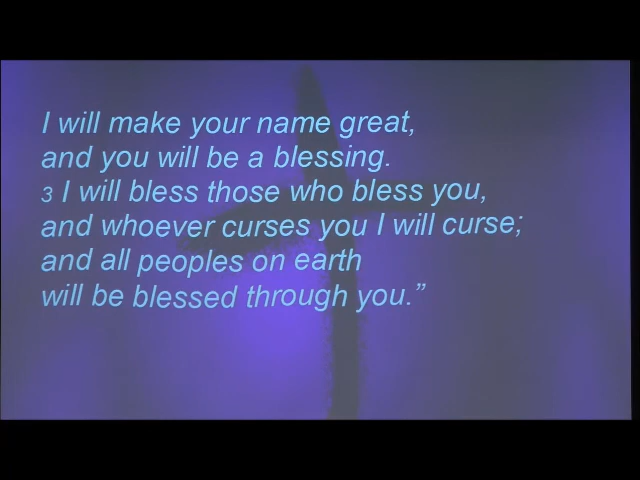 I will make your name great,
and you will be a blessing.
3 I will bless those who bless you,
and whoever curses you I will curse;
and all peoples on earth
will be blessed through you.”